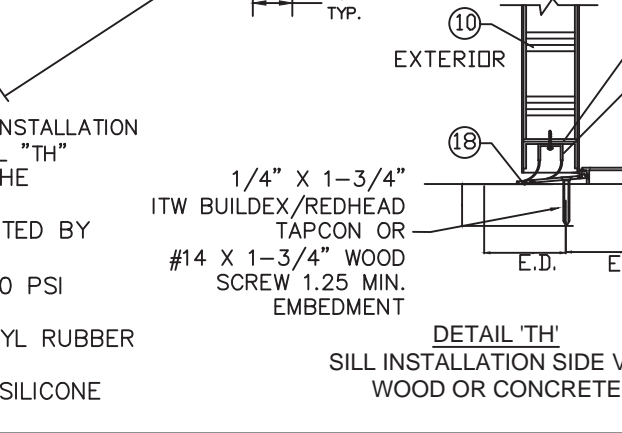 TYP.
10
EXTERIOR
NSTALLATION
"TH"
HE
TED BY
0 PSI
YL RUBBER
SILICONE
18
1/4" X 1-3/4"
ITW BUILDEX/REDHEAD
TAPCON OR
#14 X 1-3/4" WOOD
SCREW 1.25 MIN.
EMBEDMENT
E.D.
E
DETAIL 'TH'
SILL INSTALLATION SIDE V
WOOD OR CONCRETE